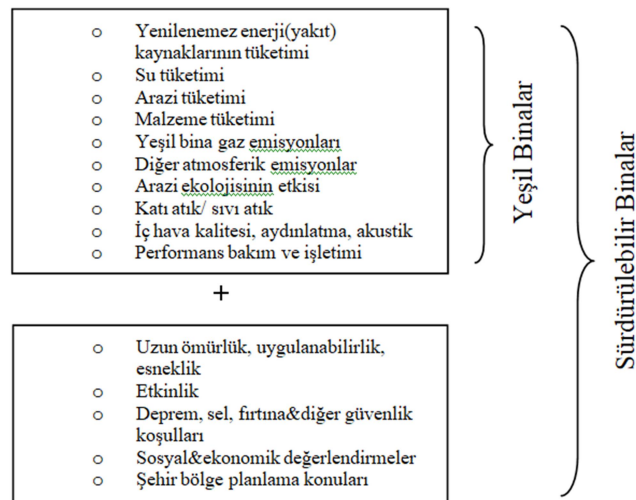 o Yenilenemez enerji(yakıt)
kaynaklarının tüketimi
o Su tüketimi
o Arazi tüketimi
o Malzeme tüketimi
o Yeşil bina gaz emisyonları
o Diğer atmosferik emisyonlar
o Arazi ekolojisinin etkisi
o Katı atık/ sıvı atık
o İç hava kalitesi, aydınlatma, akustik
o Performans bakım ve işletimi
Yeşil Binalar
Sürdürülebilir Binalar
+
o Uzun ömürlük, uygulanabilirlik,
esneklik
o Etkinlik
o Deprem, sel, fırtına&diğer güvenlik
koşulları
o Sosyal&ekonomik değerlendirmeler
o Şehir bölge planlama konuları